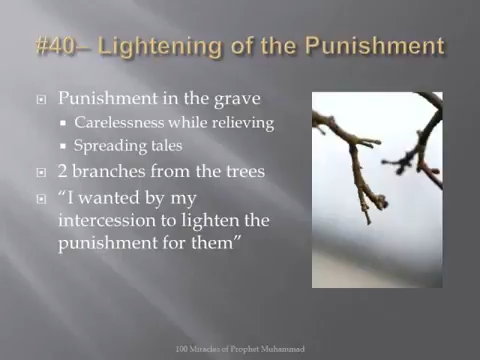 #40– Lightening of the Punishment
Punishment in the grave
Carelessness while relieving
Spreading tales
2 branches from the trees
“I wanted by my
intercession to lighten the
punishment for them”
100 Miracles of Prophet Muhammad